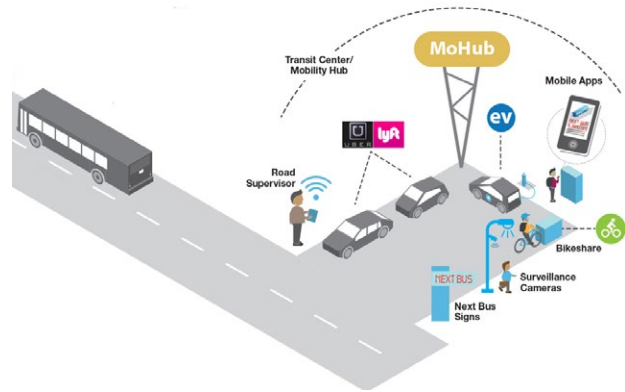 MoHub
Transit Center/
Mobility Hub
Mobile Apps
UBER
lyft
ev
Road
Supervisor
Bikeshare
Surveillance
Cameras
NEXT BUS
Next Bus
Signs